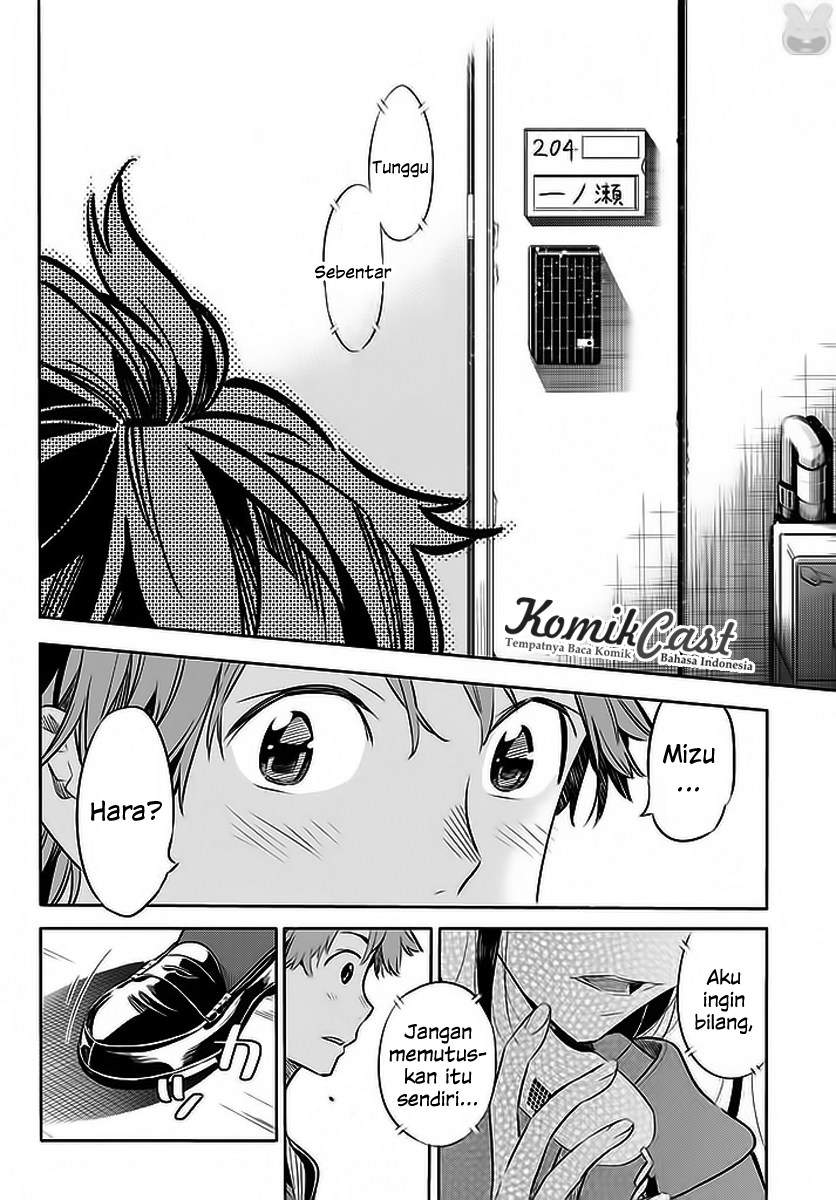 204
一ノ瀬
Tunggu
Sebentar
KomikCast
Tempatnya Baca Komik Bahasa Indonesia
Mizu
...
Hara?
Aku
ingin
bilang,
Jangan
memutus-
kan itu
sendiri...